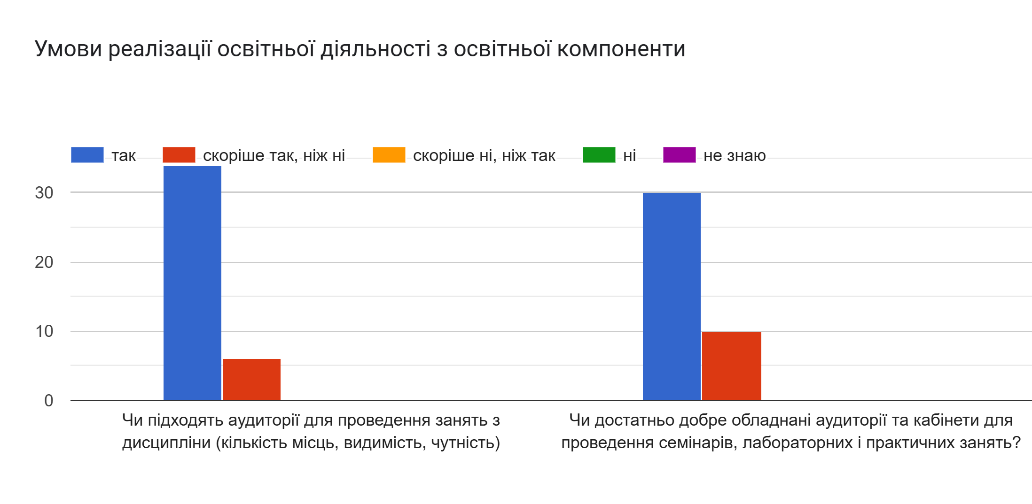 Умови реалізації освітньої діяльності з освітньої компоненти
так скоріше так, ніж ні скоріше ні, ніж так ні не знаю
30
20
10
0
Чи підходять аудиторії для проведення занять з
дисципліни (кількість місць, видимість, чутність)
Чи достатньо добре обладнані аудиторії та кабінети для
проведення семінарів, лабораторних і практичних занять?